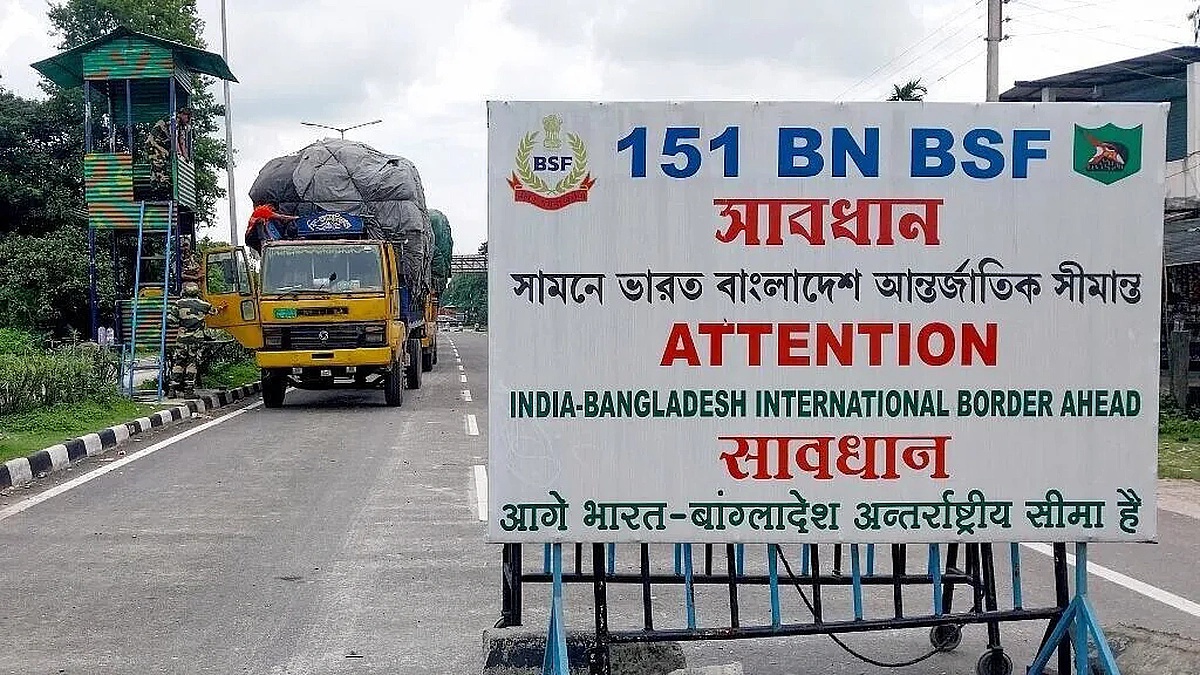 BSF
151 BN BSF
সাবধান
সামনে ভারত বাংলাদেশ আন্তর্জাতিক সীমান্ত
ATTENTION
INDIA-BANGLADESH INTERNATIONAL BORDER AHEAD
सावधान
आगे भारत-बांग्लादेश अन्तर्राष्ट्रीय सीमा है